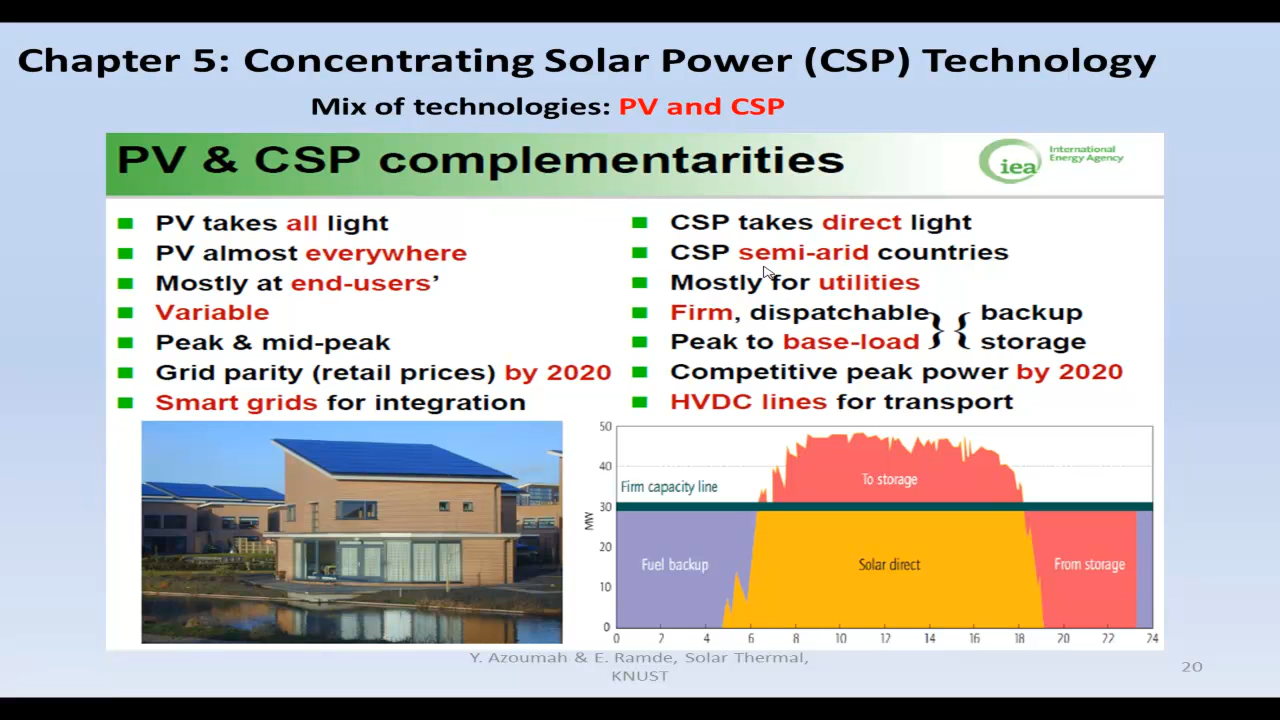 Chapter 5: Concentrating Solar Power (CSP) Technology
Mix of technologies: PV and CSP
PV & CSP complementarities
iea
International
Energy Agency
PV takes all light
PV almost everywhere
Mostly at end-users’
Variable
Peak & mid-peak
Grid parity (retail prices) by 2020
Smart grids for integration
CSP takes direct light
CSP semi-arid countries
Mostly for utilities
Firm, dispatchable } { backup
Peak to base-load } { storage
Competitive peak power by 2020
HVDC lines for transport
50
40
30
20
10
0
MW
Firm capacity line
To storage
Fuel backup
Solar direct
From storage
0 2 4 6 8 10 12 14 16 18 20 22 24
Y. Azoumah & E. Ramde, Solar Thermal,
KNUST
20